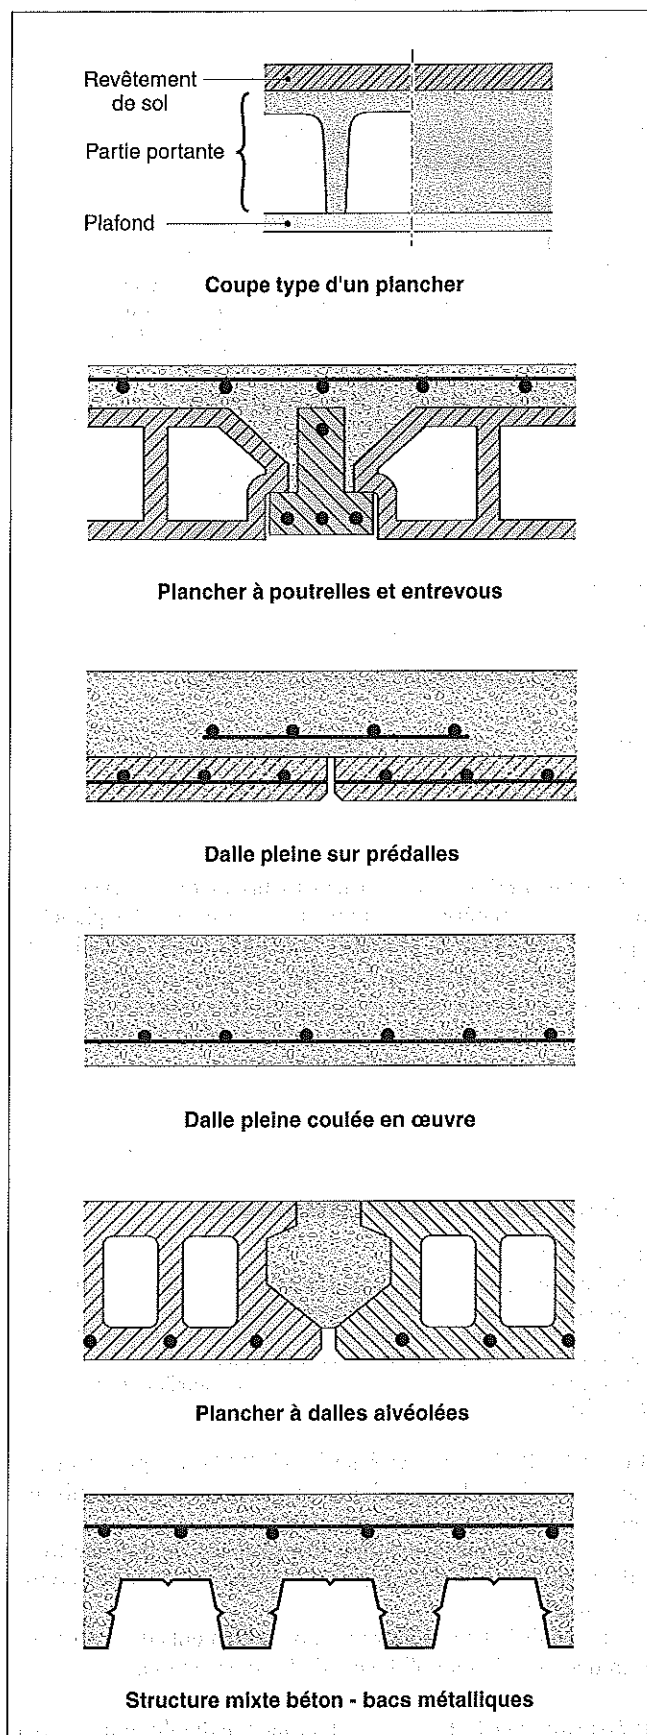 Revêtement
de sol
Partie portante
Plafond
Coupe type d'un plancher
Plancher à poutrelles et entrevous
Dalle pleine sur prédalles
Dalle pleine coulée en œuvre
Plancher à dalles alvéolées
Structure mixte béton - bacs métalliques